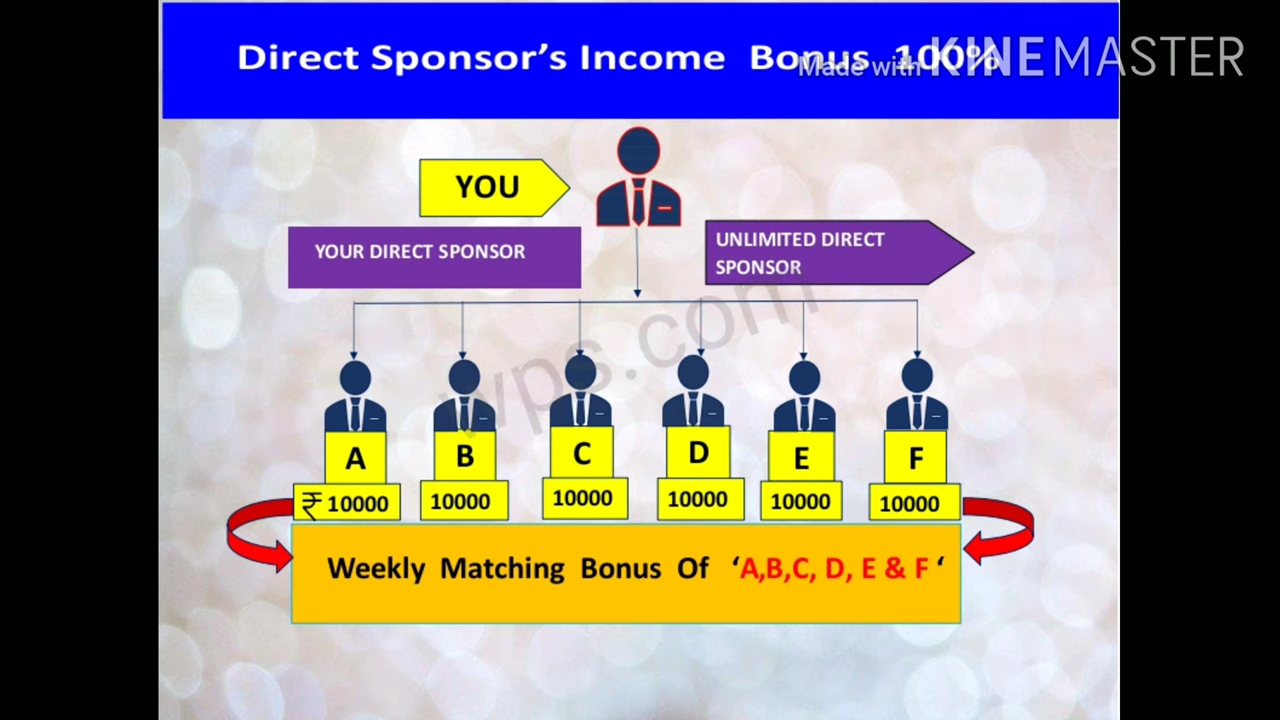 Direct Sponsor’s Income Bonus 100%
Made with KINEMASTER
YOU
YOUR DIRECT SPONSOR
UNLIMITED DIRECT
SPONSOR
wps.com
A B C D E F
₹ 10000 10000 10000 10000 10000 10000
Weekly Matching Bonus Of ‘A,B,C, D, E & F ‘